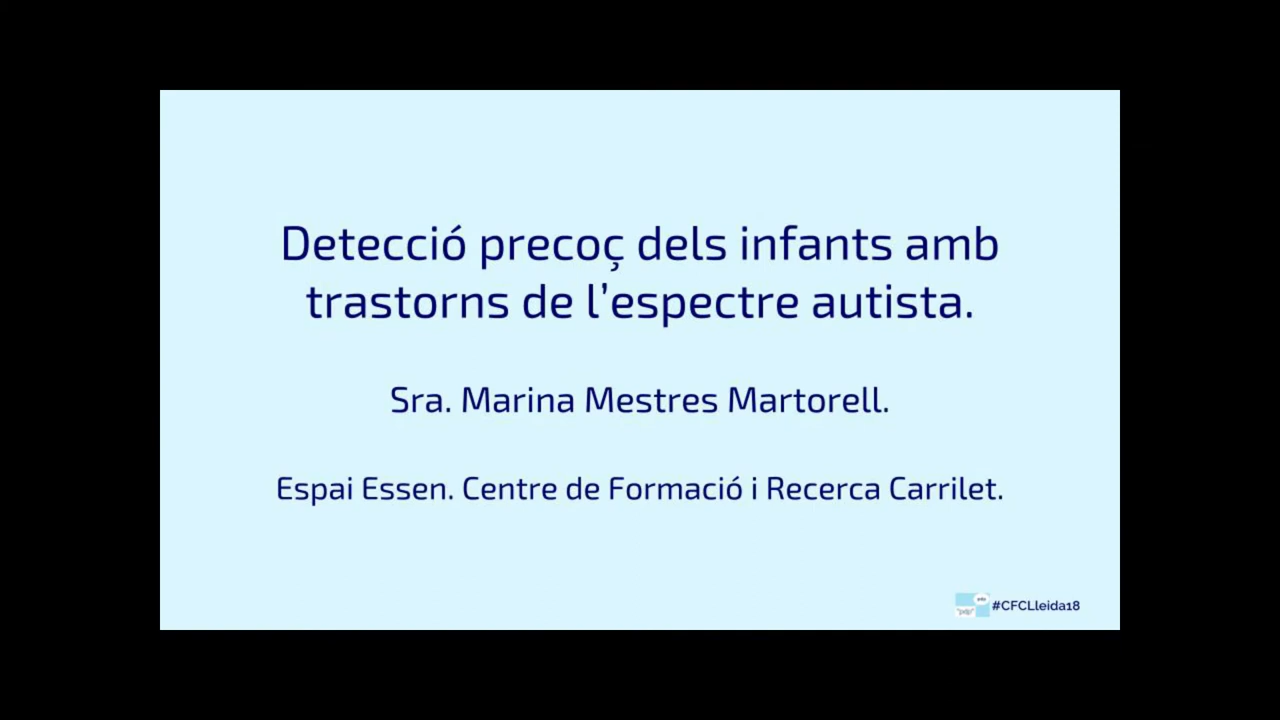 Detecció precoç dels infants amb
trastorns de l’espectre autista.
Sra. Marina Mestres Martorell.
Espai Essen. Centre de Formació i Recerca Carrilet.
#CFCLleida18